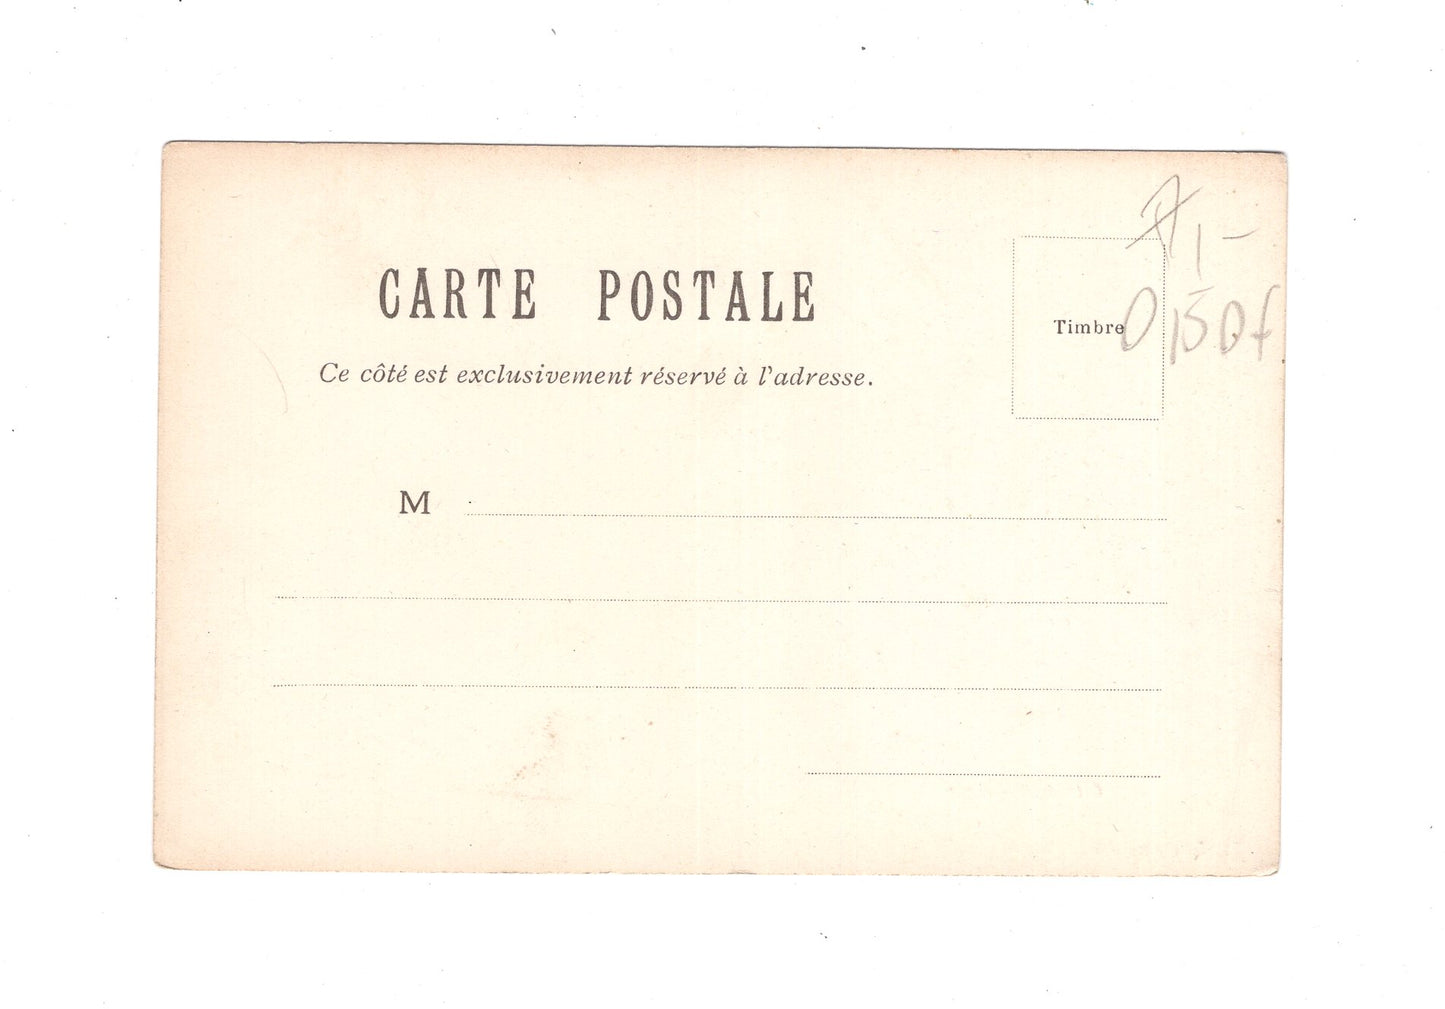 CARTE POSTALE
Ce côté est exclusivement réservé à l'adresse.
Timbre
M